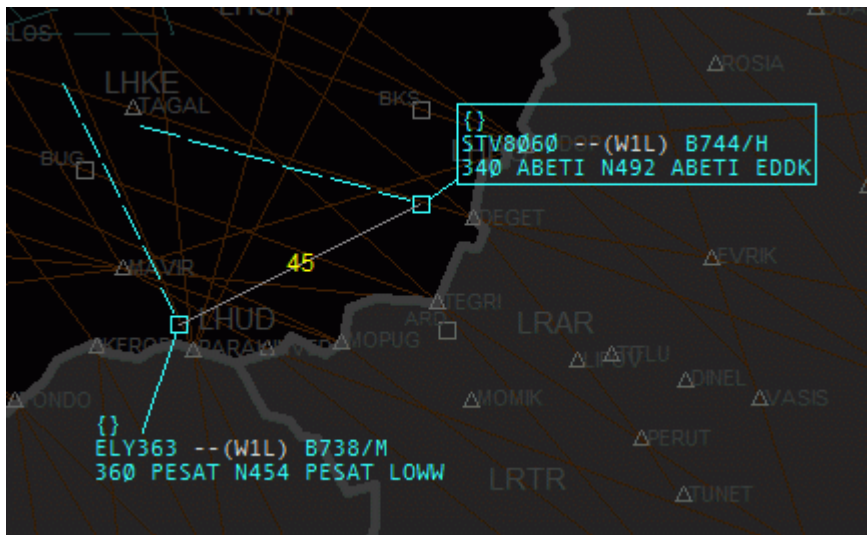 LHSN
LHKE
TAGAL
BKS
ROSIA
{}
STV8060 --(W1L) B744/H
340 ABETI N492 ABETI EDDK
BUG
DEGET
MAVIR
45
EVRIK
TEGRI
LHUD
ARD
LRAR
MOPUG
MOMIK
DINEL
VASIS
{}
ELY363 --(W1L) B738/M
360 PESAT N454 PESAT LOWW
PERUT
LRTR
TUNET